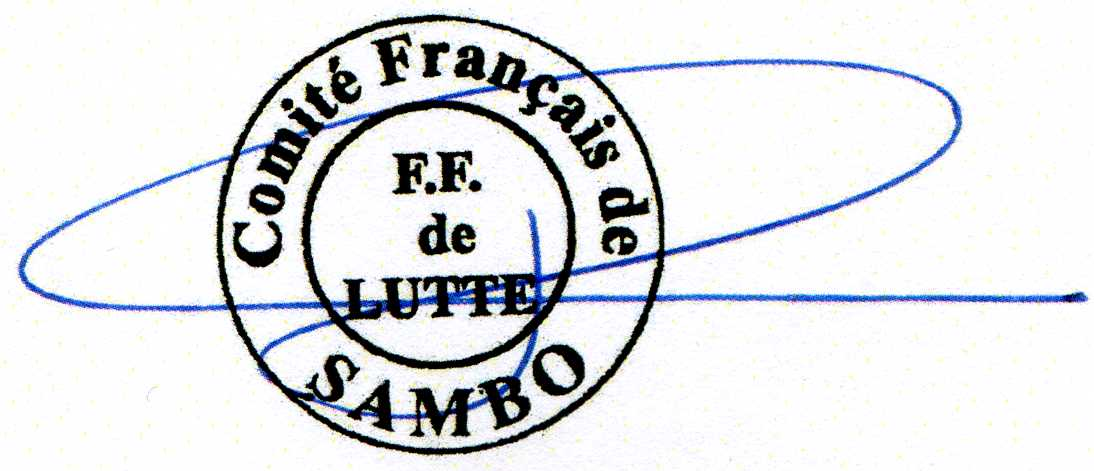 Comité Français de
F.F.
de
LUTTE
SAMBO